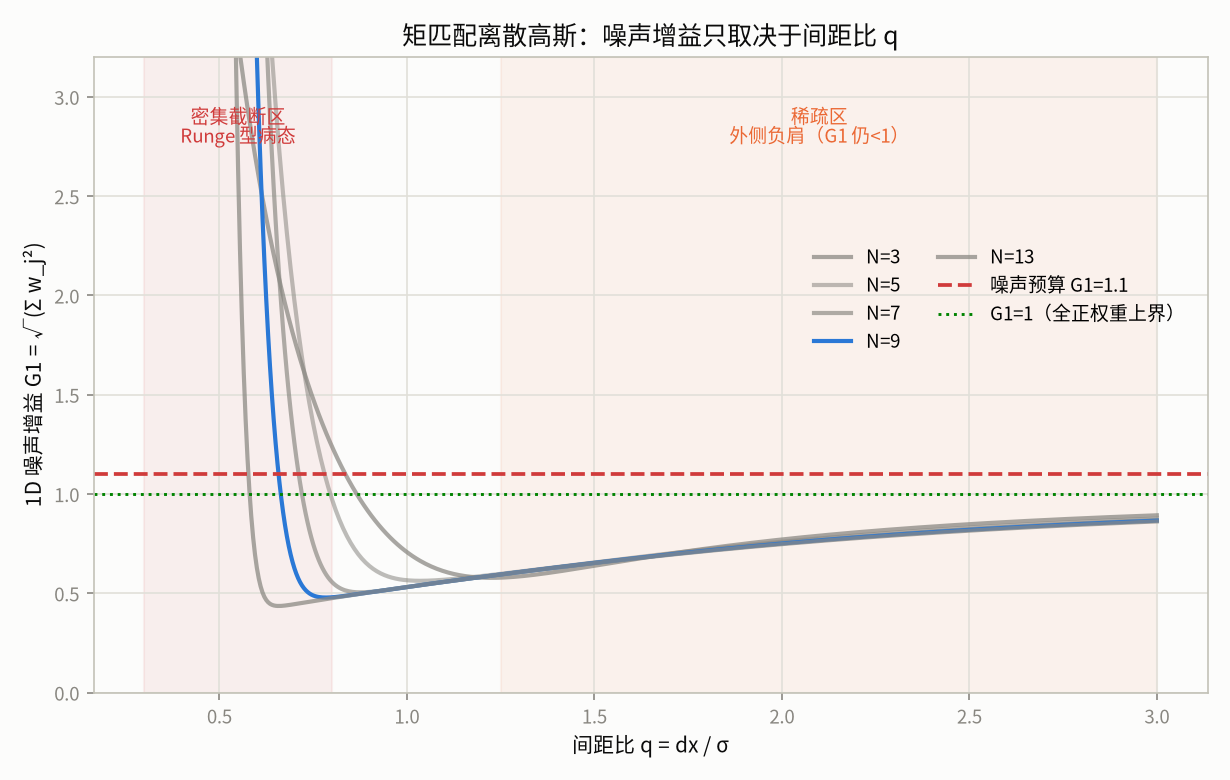 矩匹配离散高斯：噪声增益只取决于间距比 q
密集截断区
Runge 型病态
稀疏区
外侧负肩（G1 仍<1）
N=3
N=5
N=7
N=9
N=13
噪声预算 G1=1.1
G1=1（全正权重上界）
1D 噪声增益 G1 = √(Σ w_j²)
3.0
2.5
2.0
1.5
1.0
0.5
0.0
0.5
1.0
1.5
2.0
2.5
3.0
间距比 q = dx / σ